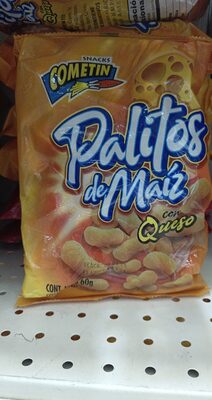 SNACKS
COMETIN
Palitos
de Maíz
con
Queso
CONT. 60g